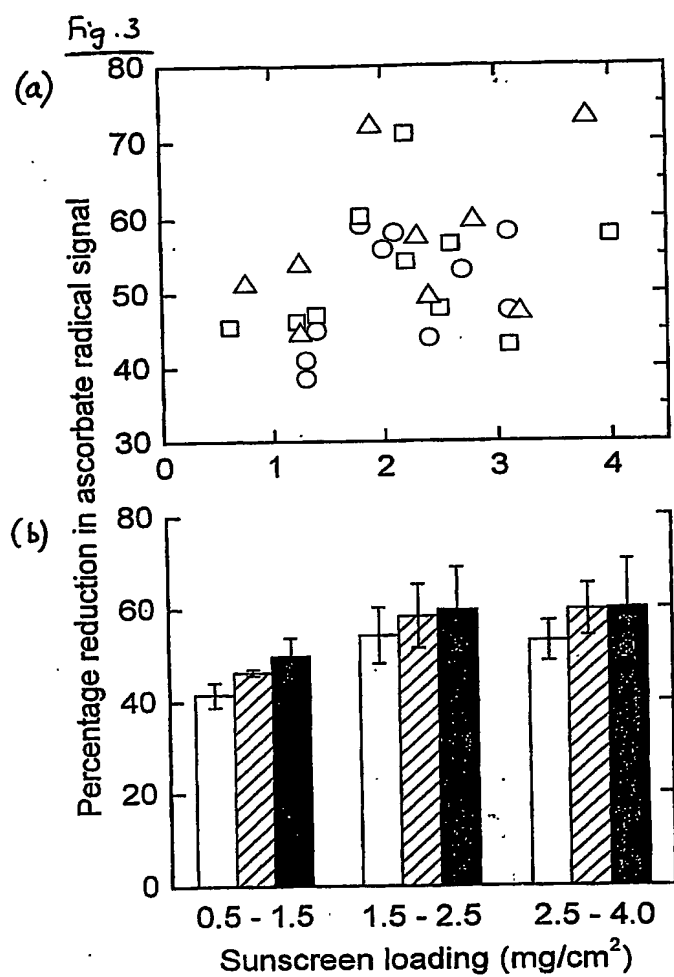 Fig.3
(a)
80
70
60
50
40
30
0 1 2 3 4
Percentage reduction in ascorbate radical signal
(b)
80
60
40
20
0
0.5 - 1.5 1.5 - 2.5 2.5 - 4.0
Sunscreen loading (mg/cm²)